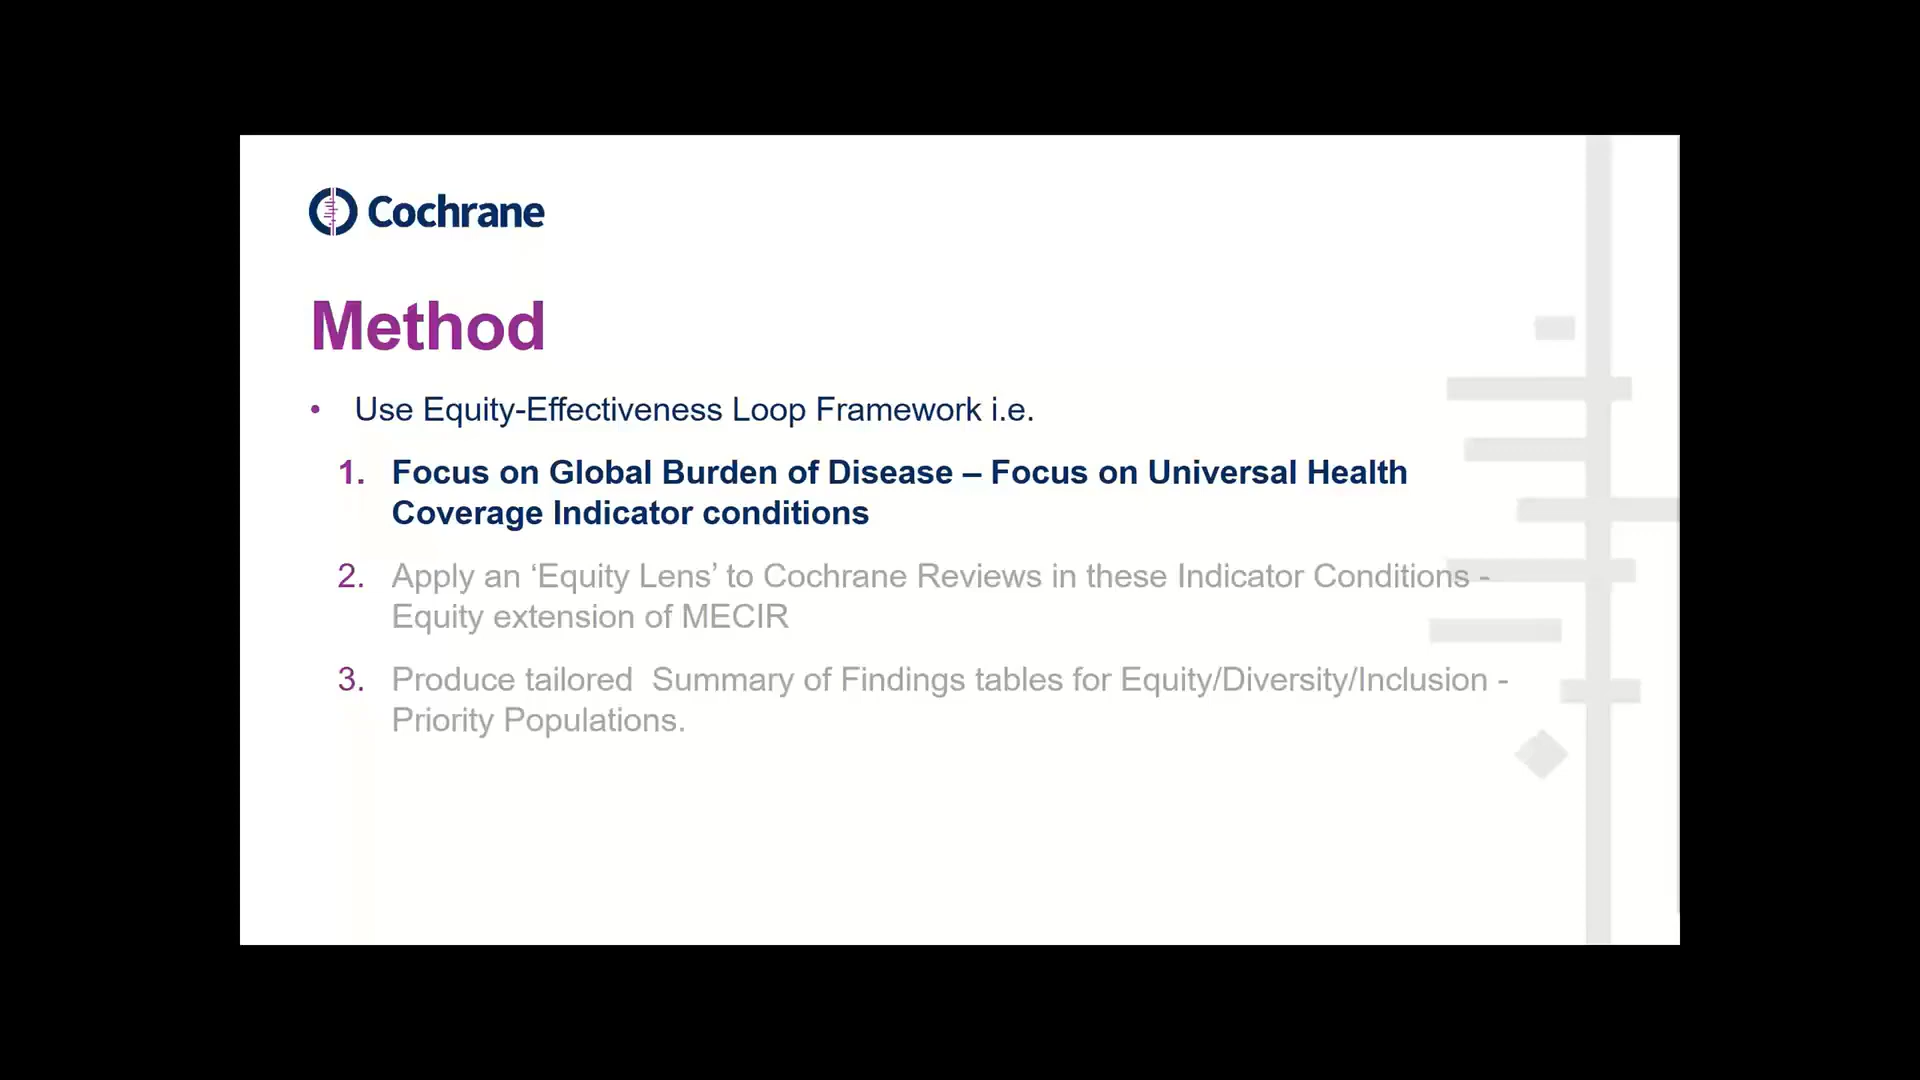 Cochrane
Method
• Use Equity-Effectiveness Loop Framework i.e.
1. Focus on Global Burden of Disease – Focus on Universal Health
Coverage Indicator conditions
2. Apply an ‘Equity Lens’ to Cochrane Reviews in these Indicator Conditions -
Equity extension of MECIR
3. Produce tailored  Summary of Findings tables for Equity/Diversity/Inclusion -
Priority Populations.